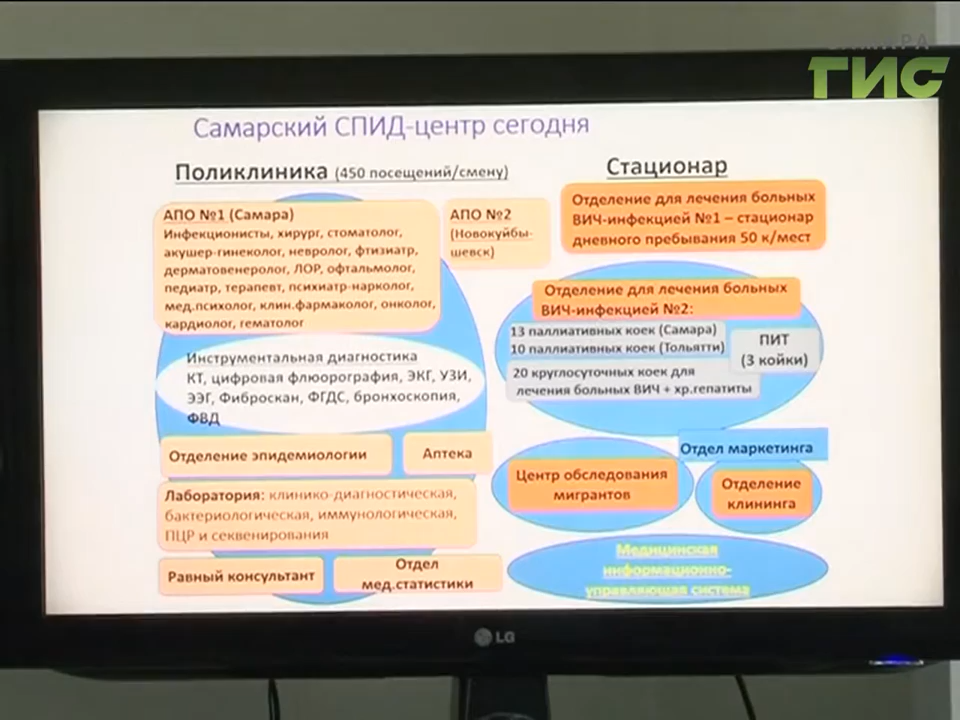 САМАРА
ГИС
Самарский СПИД-центр сегодня
Поликлиника (450 посещений/смену)
АПО №1 (Самара)
Инфекционисты, хирург, стоматолог,
акушер-гинеколог, невролог, фтизиатр,
дерматовенеролог, ЛОР, офтальмолог,
педиатр, терапевт, психиатр-нарколог,
мед.психолог, клин.фармаколог, онколог,
кардиолог, гематолог
АПО №2
(Новокуйбы-
шевск)
Инструментальная диагностика
КТ, цифровая флюорография, ЭКГ, УЗИ,
ЭЭГ, Фиброскан, ФГДС, бронхоскопия,
ФВД
Отделение эпидемиологии
Аптека
Лаборатория: клинико-диагностическая,
бактериологическая, иммунологическая,
ПЦР и секвенирования
Равный консультант
Отдел
мед.статистики
Стационар
Отделение для лечения больных
ВИЧ-инфекцией №1 – стационар
дневного пребывания 50 к/мест
Отделение для лечения больных
ВИЧ-инфекцией №2:
13 паллиативных коек (Самара)
10 паллиативных коек (Тольятти)
20 круглосуточных коек для
лечения больных ВИЧ + хр.гепатиты
ПИТ
(3 койки)
Центр обследования
мигрантов
Отдел маркетинга
Отделение
клининга
Медицинская
информационно-
управляющая система
LG